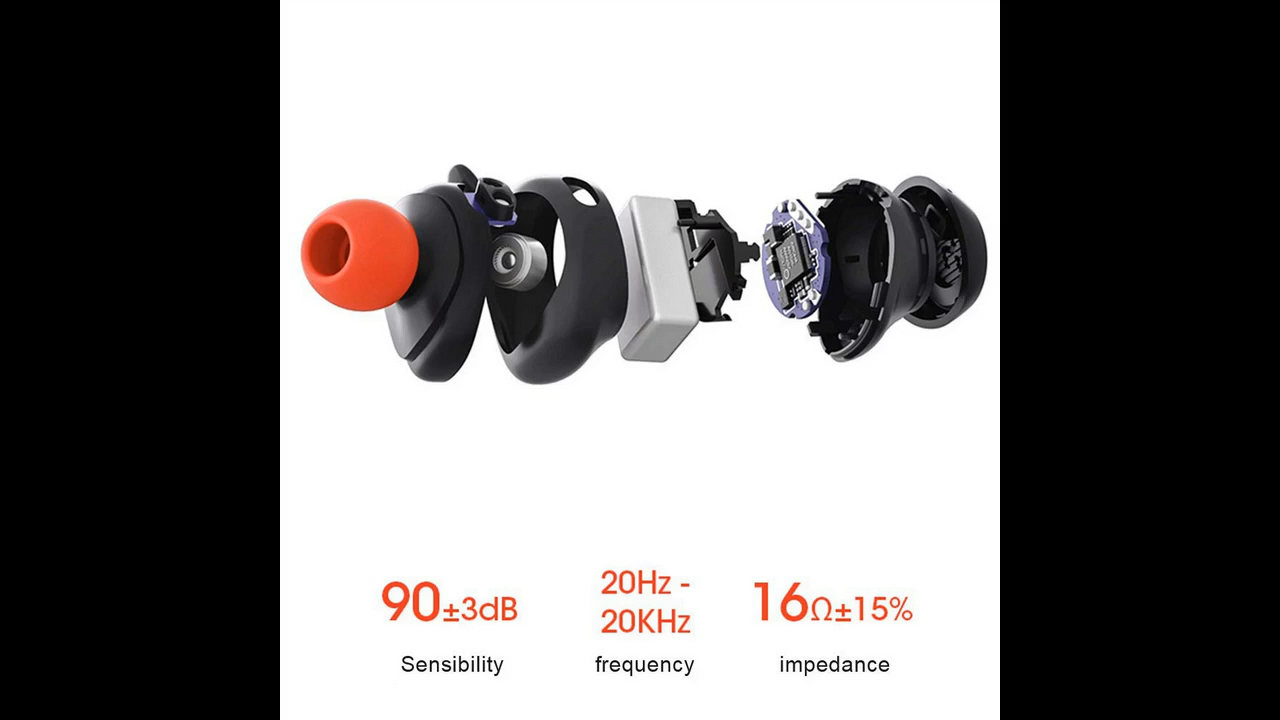 90±3dB
20Hz -
20KHz
16Ω±15%
Sensibility
frequency
impedance